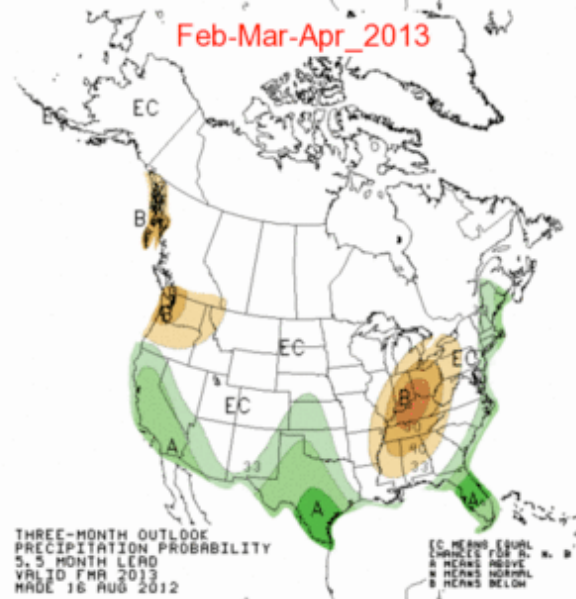 Feb-Mar-Apr_2013
EC
EC
B
B
EC
EC
EC
B
A
33
50
40
33
A
A
THREE-MONTH OUTLOOK
PRECIPITATION PROBABILITY
5.5 MONTH LEAD
VALID FMA 2013
MADE 16 AUG 2012
EC MEANS EQUAL
CHANCES FOR A, N, B
A MEANS ABOVE
N MEANS NORMAL
B MEANS BELOW